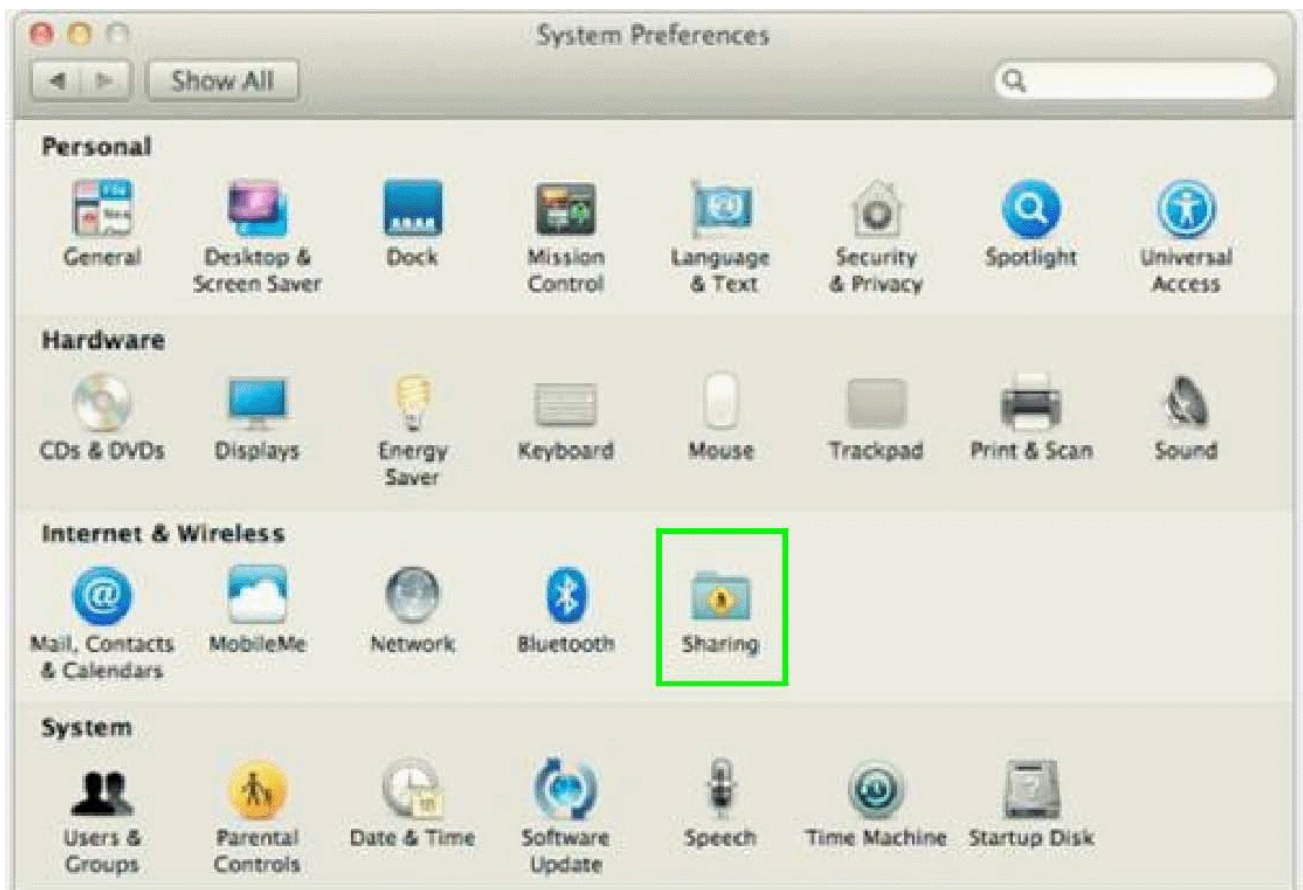 System Preferences
Show All
Personal
General
Desktop &
Screen Saver
Dock
Mission
Control
Language
& Text
Security
& Privacy
Spotlight
Universal
Access
Hardware
CDs & DVDs
Displays
Energy
Saver
Keyboard
Mouse
Trackpad
Print & Scan
Sound
Internet & Wireless
Mail, Contacts
& Calendars
MobileMe
Network
Bluetooth
Sharing
System
Users &
Groups
Parental
Controls
Date & Time
Software
Update
Speech
Time Machine
Startup Disk